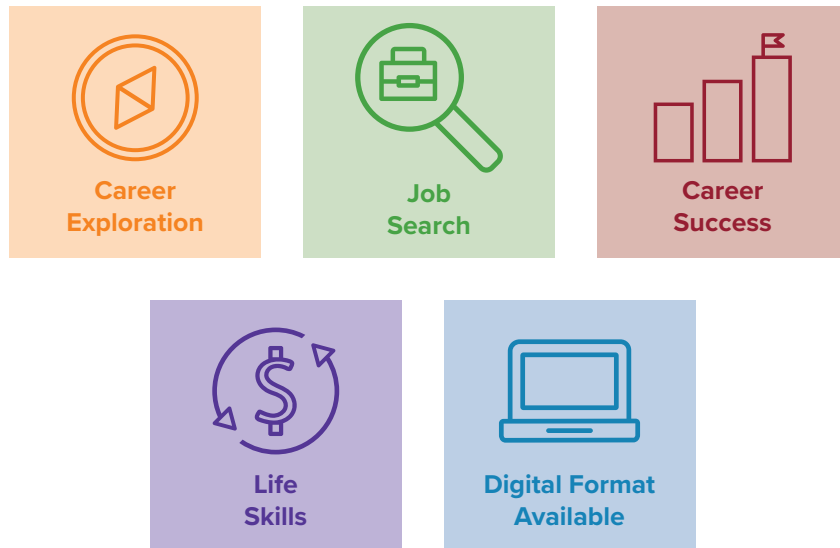 Career
Exploration
Job
Search
Career
Success
Life
Skills
Digital Format
Available